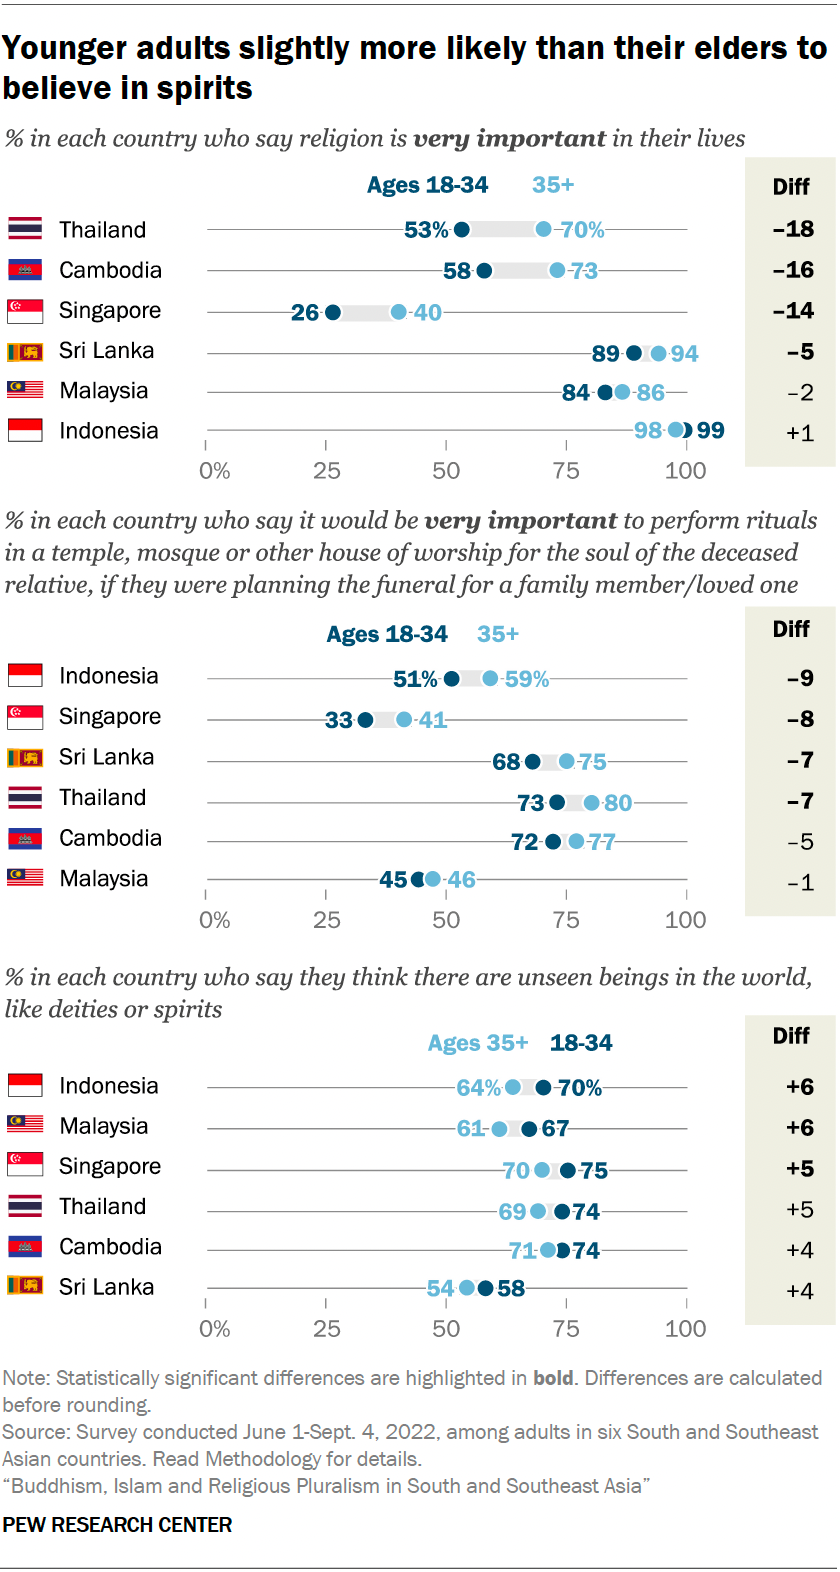 Younger adults slightly more likely than their elders to
believe in spirits
% in each country who say religion is very important in their lives
Ages 18-34 35+ Diff
Thailand 53% 70% –18
Cambodia 58 73 –16
Singapore 26 40 –14
Sri Lanka 89 94 –5
Malaysia 84 86 –2
Indonesia 98 99 +1
0% 25 50 75 100
% in each country who say it would be very important to perform rituals
in a temple, mosque or other house of worship for the soul of the deceased
relative, if they were planning the funeral for a family member/loved one
Ages 18-34 35+ Diff
Indonesia 51% 59% –9
Singapore 33 41 –8
Sri Lanka 68 75 –7
Thailand 73 80 –7
Cambodia 72 77 –5
Malaysia 45 46 –1
0% 25 50 75 100
% in each country who say they think there are unseen beings in the world,
like deities or spirits
Ages 35+ 18-34 Diff
Indonesia 64% 70% +6
Malaysia 61 67 +6
Singapore 70 75 +5
Thailand 69 74 +5
Cambodia 71 74 +4
Sri Lanka 54 58 +4
0% 25 50 75 100
Note: Statistically significant differences are highlighted in bold. Differences are calculated
before rounding.
Source: Survey conducted June 1-Sept. 4, 2022, among adults in six South and Southeast
Asian countries. Read Methodology for details.
“Buddhism, Islam and Religious Pluralism in South and Southeast Asia”
PEW RESEARCH CENTER